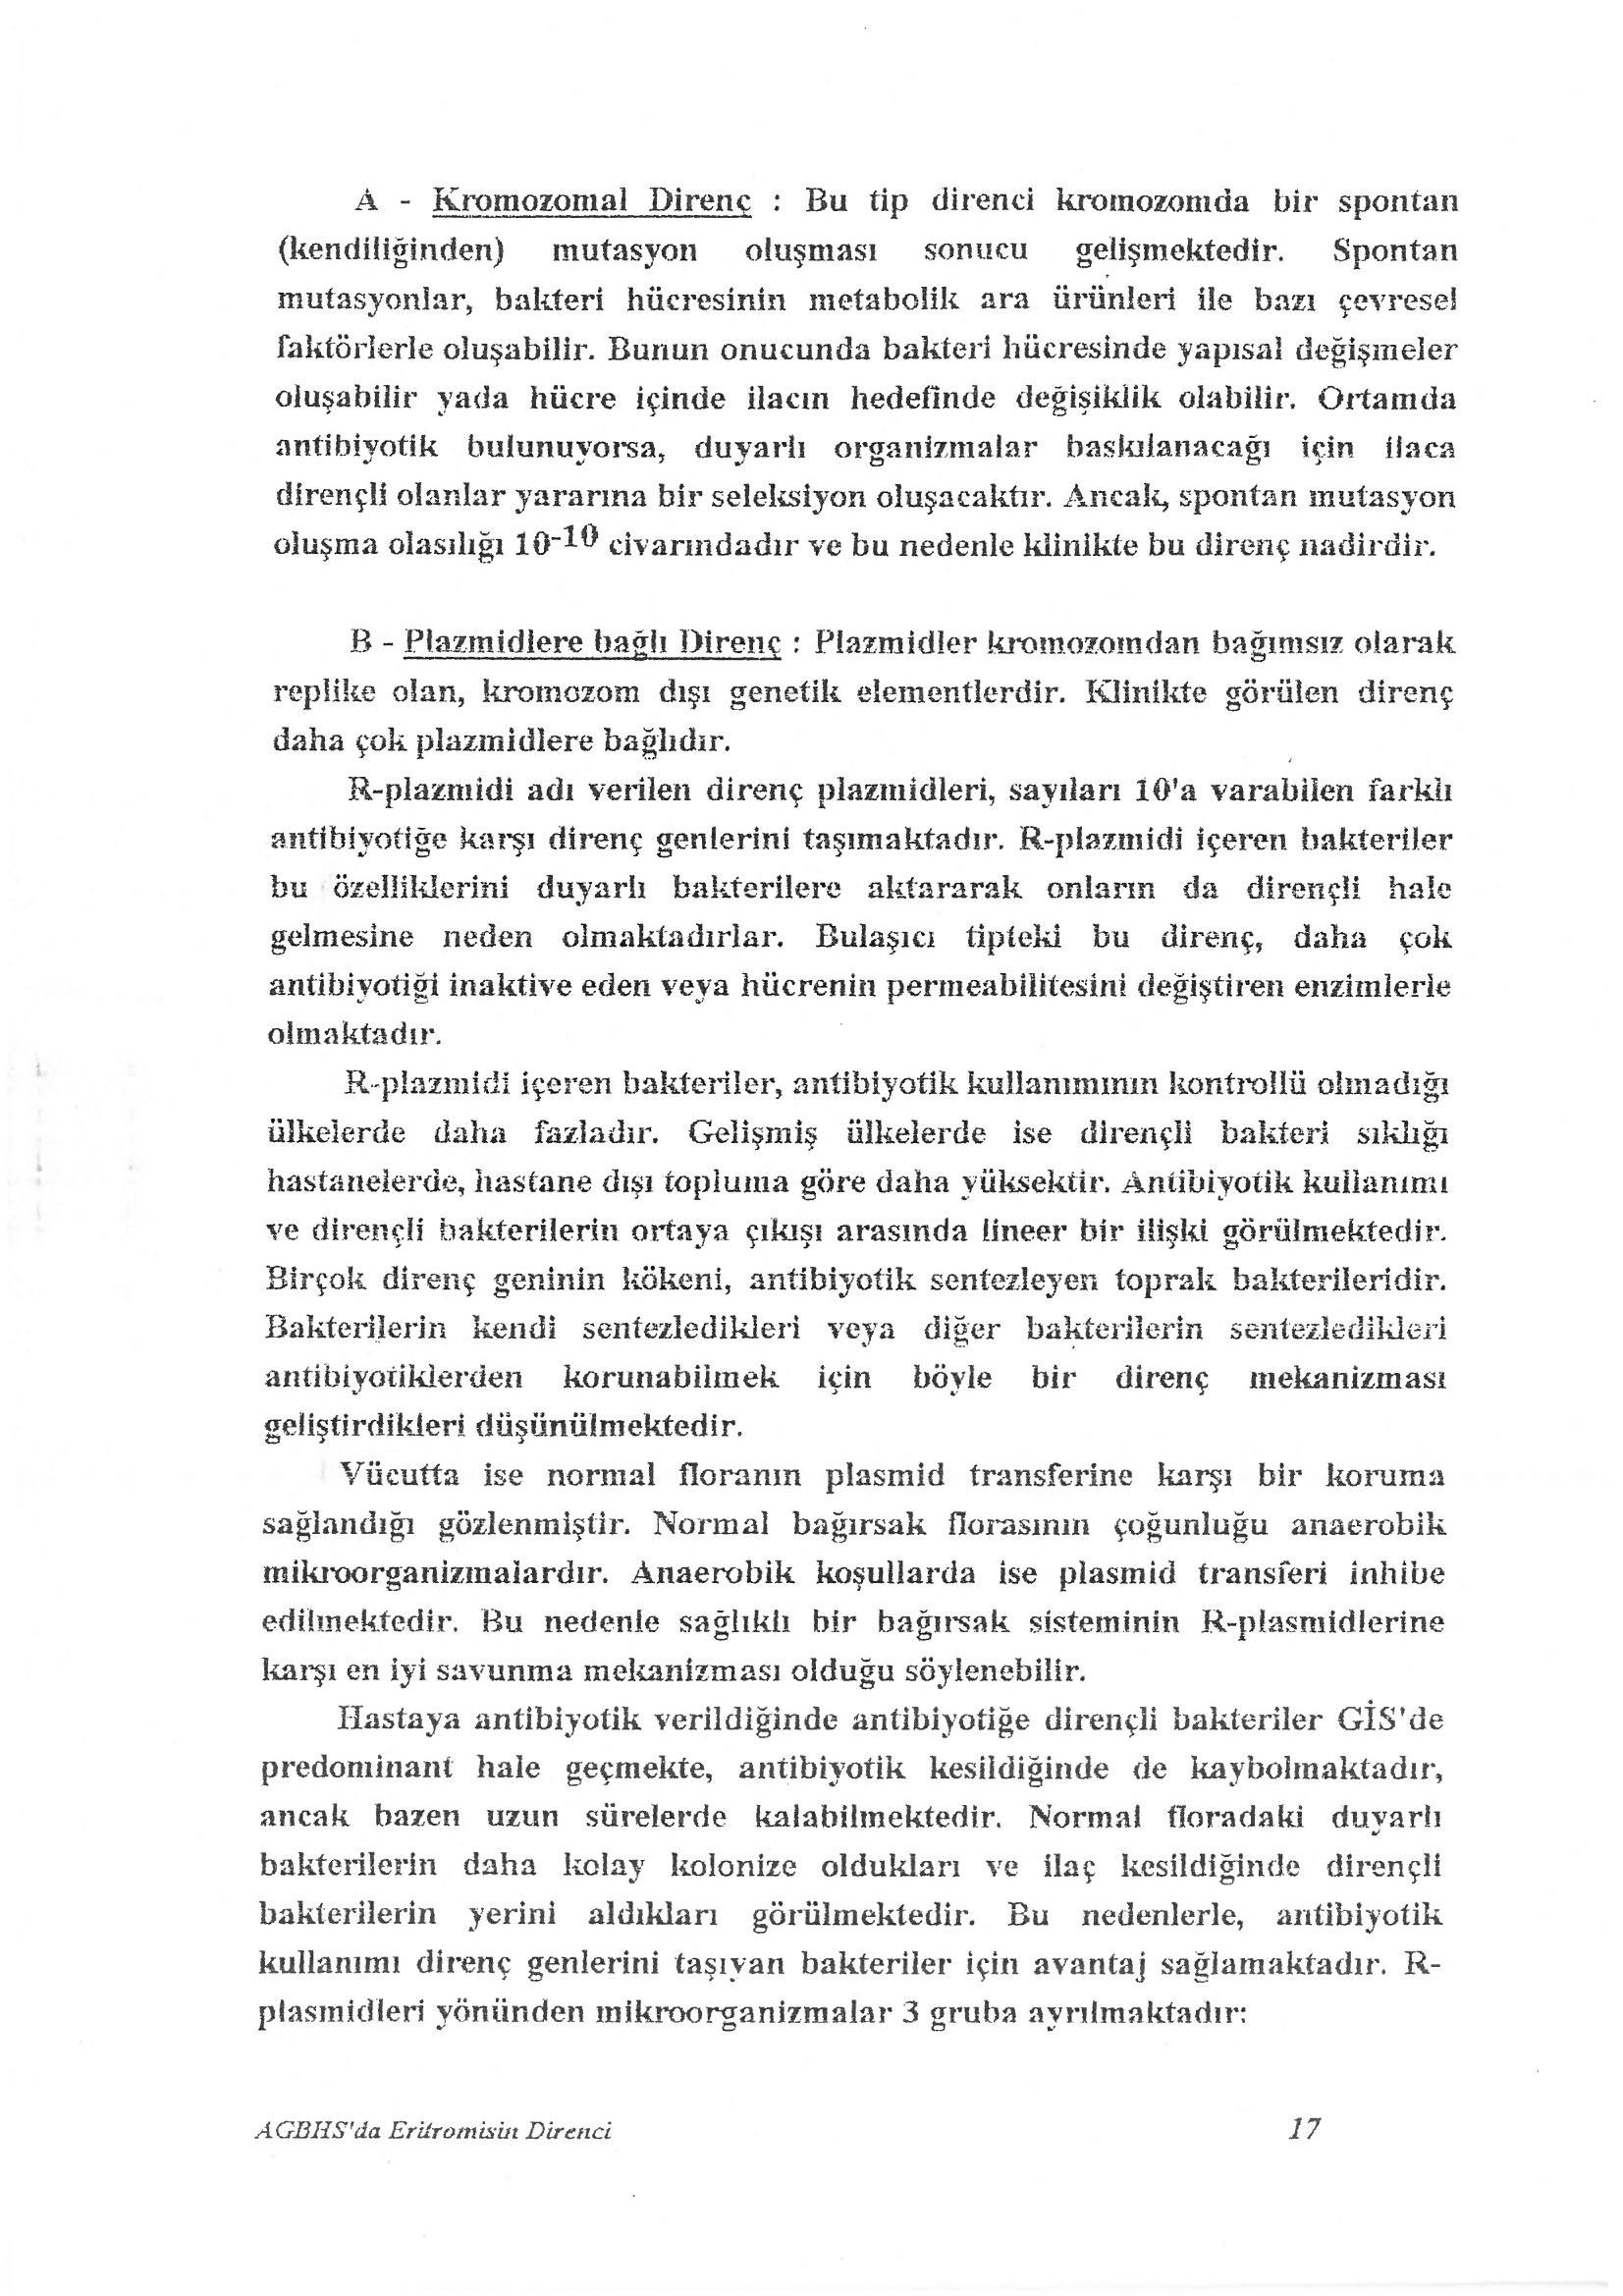 A - Kromozomal Direnç : Bu tip direnci kromozomda bir spontan
(kendiliğinden) mutasyon oluşması sonucu gelişmektedir. Spontan
mutasyonlar, bakteri hücresinin metabolik ara ürünleri ile bazı çevresel
faktörlerle oluşabilir. Bunun onucunda bakteri hücresinde yapısal değişmeler
oluşabilir yada hücre içinde ilacın hedefinde değişiklik olabilir. Ortamda
antibiyotik bulunuyorsa, duyarlı organizmalar baskılanacağı için ilaca
dirençli olanlar yararına bir seleksiyon oluşacaktır. Ancak, spontan mutasyon
oluşma olasılığı 10-10 civarındadır ve bu nedenle klinikte bu direnç nadirdir.
B - Plazmidlere bağlı Direnç : Plazmidler kromozomdan bağımsız olarak
replike olan, kromozom dışı genetik elementlerdir. Klinikte görülen direnç
daha çok plazmidlere bağlıdır.
R-plazmidi adı verilen direnç plazmidleri, sayıları 10'a varabilen farklı
antibiyotiğe karşı direnç genlerini taşımaktadır. R-plazmidi içeren bakteriler
bu özelliklerini duyarlı bakterilere aktararak onların da dirençli hale
gelmesine neden olmaktadırlar. Bulaşıcı tipteki bu direnç, daha çok
antibiyotiği inaktive eden veya hücrenin permeabilitesini değiştiren enzimlerle
olmaktadır.
R-plazmidi içeren bakteriler, antibiyotik kullanımının kontrollü olmadığı
ülkelerde daha fazladır. Gelişmiş ülkelerde ise dirençli bakteri sıklığı
hastanelerde, hastane dışı topluma göre daha yüksektir. Antibiyotik kullanımı
ve dirençli bakterilerin ortaya çıkışı arasında lineer bir ilişki görülmektedir.
Birçok direnç geninin kökeni, antibiyotik sentezleyen toprak bakterileridir.
Bakterilerin kendi sentezledikleri veya diğer bakterilerin sentezledikleri
antibiyotiklerden korunabilmek için böyle bir direnç mekanizması
geliştirdikleri düşünülmektedir.
Vücutta ise normal floranın plasmid transferine karşı bir koruma
sağlandığı gözlenmiştir. Normal bağırsak florasının çoğunluğu anaerobik
mikroorganizmalardır. Anaerobik koşullarda ise plasmid transferi inhibe
edilmektedir. Bu nedenle sağlıklı bir bağırsak sisteminin R-plasmidlerine
karşı en iyi savunma mekanizması olduğu söylenebilir.
Hastaya antibiyotik verildiğinde antibiyotiğe dirençli bakteriler GİS'de
predominant hale geçmekte, antibiyotik kesildiğinde de kaybolmaktadır,
ancak bazen uzun sürelerde kalabilmektedir. Normal floradaki duyarlı
bakterilerin daha kolay kolonize oldukları ve ilaç kesildiğinde dirençli
bakterilerin yerini aldıkları görülmektedir. Bu nedenlerle, antibiyotik
kullanımı direnç genlerini taşıyan bakteriler için avantaj sağlamaktadır. R-
plasmidleri yönünden mikroorganizmalar 3 gruba ayrılmaktadır:
AGBHS'da Eritromisin Direnci 17